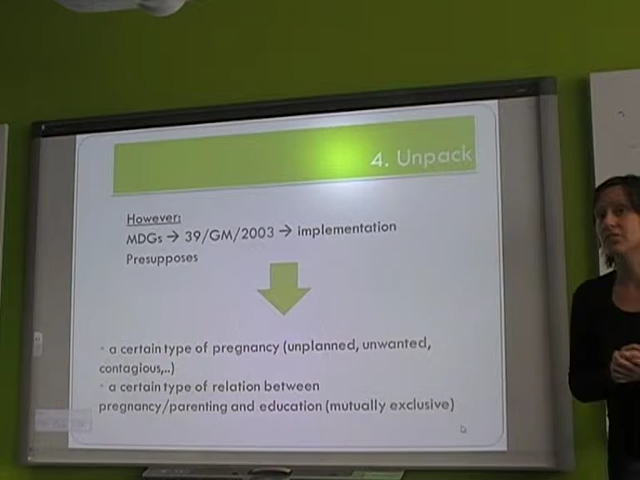 4. Unpack
However:
MDGs → 39/GM/2003 → implementation
Presupposes
• a certain type of pregnancy (unplanned, unwanted,
contagious,..)
• a certain type of relation between
pregnancy/parenting and education (mutually exclusive)